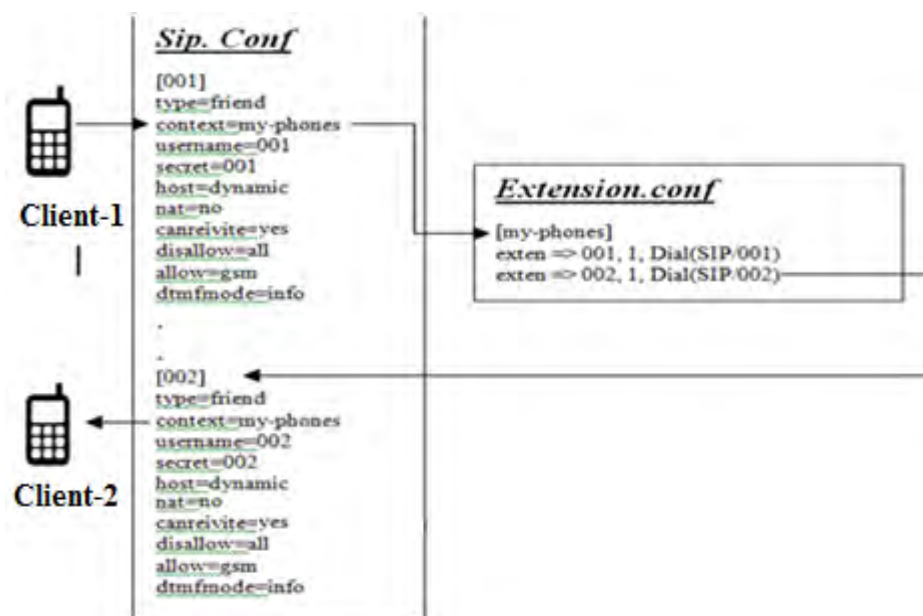 Sip. Conf
[001]
type=friend
context=my-phones
username=001
secret=001
host=dynamic
nat=no
canreivite=yes
disallow=all
allow=gsm
dtmfmode=info
.
.
[002]
type=friend
context=my-phones
username=002
secret=002
host=dynamic
nat=no
canreivite=yes
disallow=all
allow=gsm
dtmfmode=info
Client-1
Client-2
Extension.conf
[my-phones]
exten => 001, 1, Dial(SIP/001)
exten => 002, 1, Dial(SIP/002)